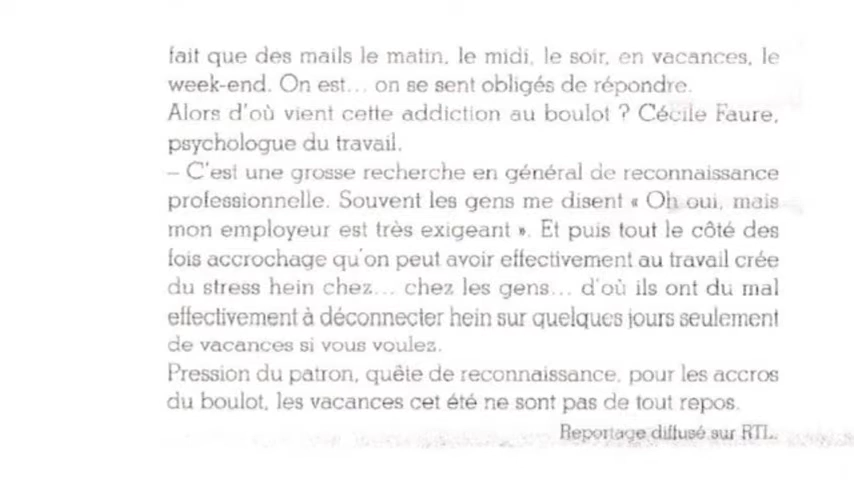 fait que des mails le matin, le midi, le soir, en vacances, le
week-end. On est... on se sent obligés de répondre.
Alors d'où vient cette addiction au boulot ? Cécile Faure,
psychologue du travail.
– C'est une grosse recherche en général de reconnaissance
professionnelle. Souvent les gens me disent « Oh oui, mais
mon employeur est très exigeant ». Et puis tout le côté des
fois accrochage qu'on peut avoir effectivement au travail crée
du stress hein chez... chez les gens... d'où ils ont du mal
effectivement à déconnecter hein sur quelques jours seulement
de vacances si vous voulez.
Pression du patron, quête de reconnaissance, pour les accros
du boulot, les vacances cet été ne sont pas de tout repos.
Reportage diffusé sur RTL.